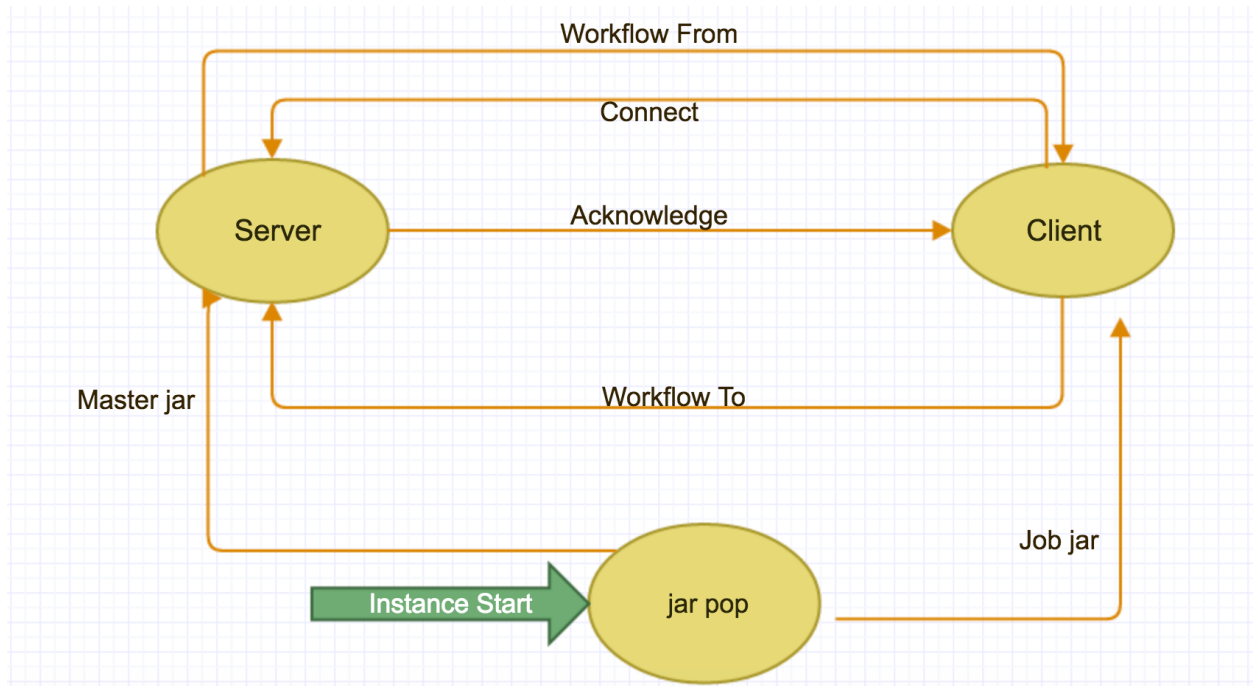 Workflow From
Connect
Server
Acknowledge
Client
Master jar
Workflow To
Job jar
Instance Start
jar pop